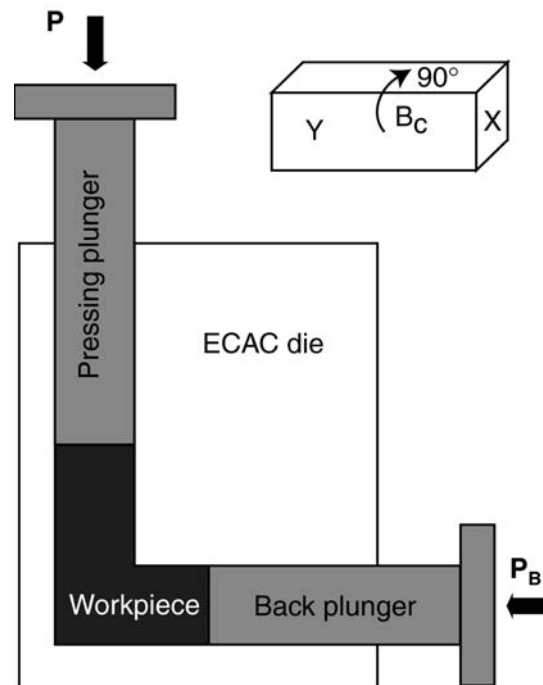 P
90°
Y
B_C
X
Pressing plunger
ECAC die
Workpiece
Back plunger
P_B